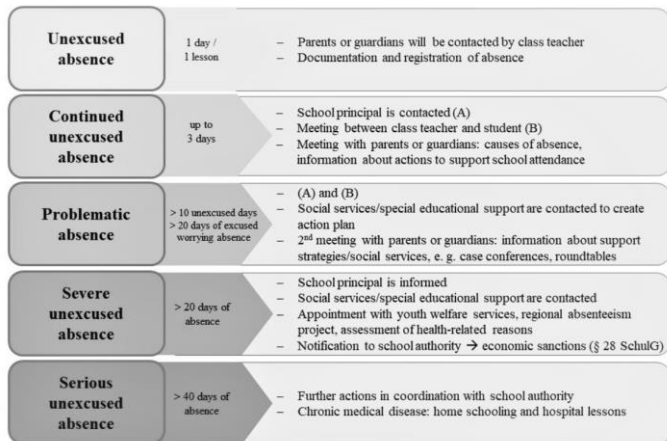 Unexcused
absence
1 day /
1 lesson
– Parents or guardians will be contacted by class teacher
– Documentation and registration of absence
Continued
unexcused
absence
up to
3 days
– School principal is contacted (A)
– Meeting between class teacher and student (B)
– Meeting with parents or guardians: causes of absence,
information about actions to support school attendance
Problematic
absence
> 10 unexcused days
> 20 days of excused
worrying absence
– (A) and (B)
– Social services/special educational support are contacted to create
action plan
– 2nd meeting with parents or guardians: information about support
strategies/social services, e. g. case conferences, roundtables
Severe
unexcused
absence
> 20 days of
absence
– School principal is informed
– Social services/special educational support are contacted
– Appointment with youth welfare services, regional absenteeism
project, assessment of health-related reasons
– Notification to school authority → economic sanctions (§ 28 SchulG)
Serious
unexcused
absence
> 40 days of
absence
– Further actions in coordination with school authority
– Chronic medical disease: home schooling and hospital lessons